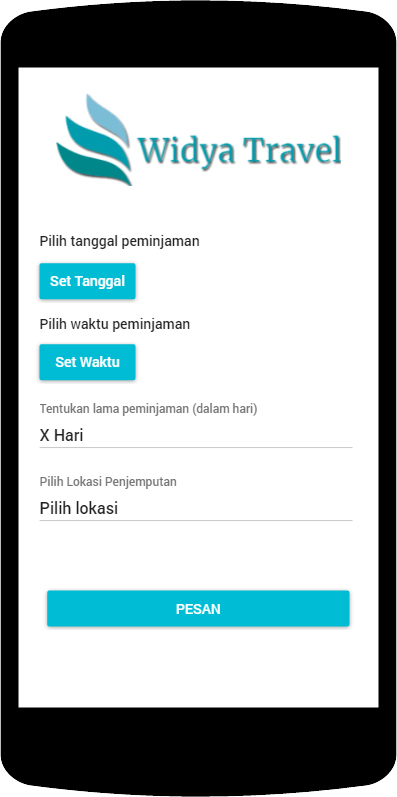 Widya Travel
Pilih tanggal peminjaman
Set Tanggal
Pilih waktu peminjaman
Set Waktu
Tentukan lama peminjaman (dalam hari)
X Hari
Pilih Lokasi Penjemputan
Pilih lokasi
PESAN